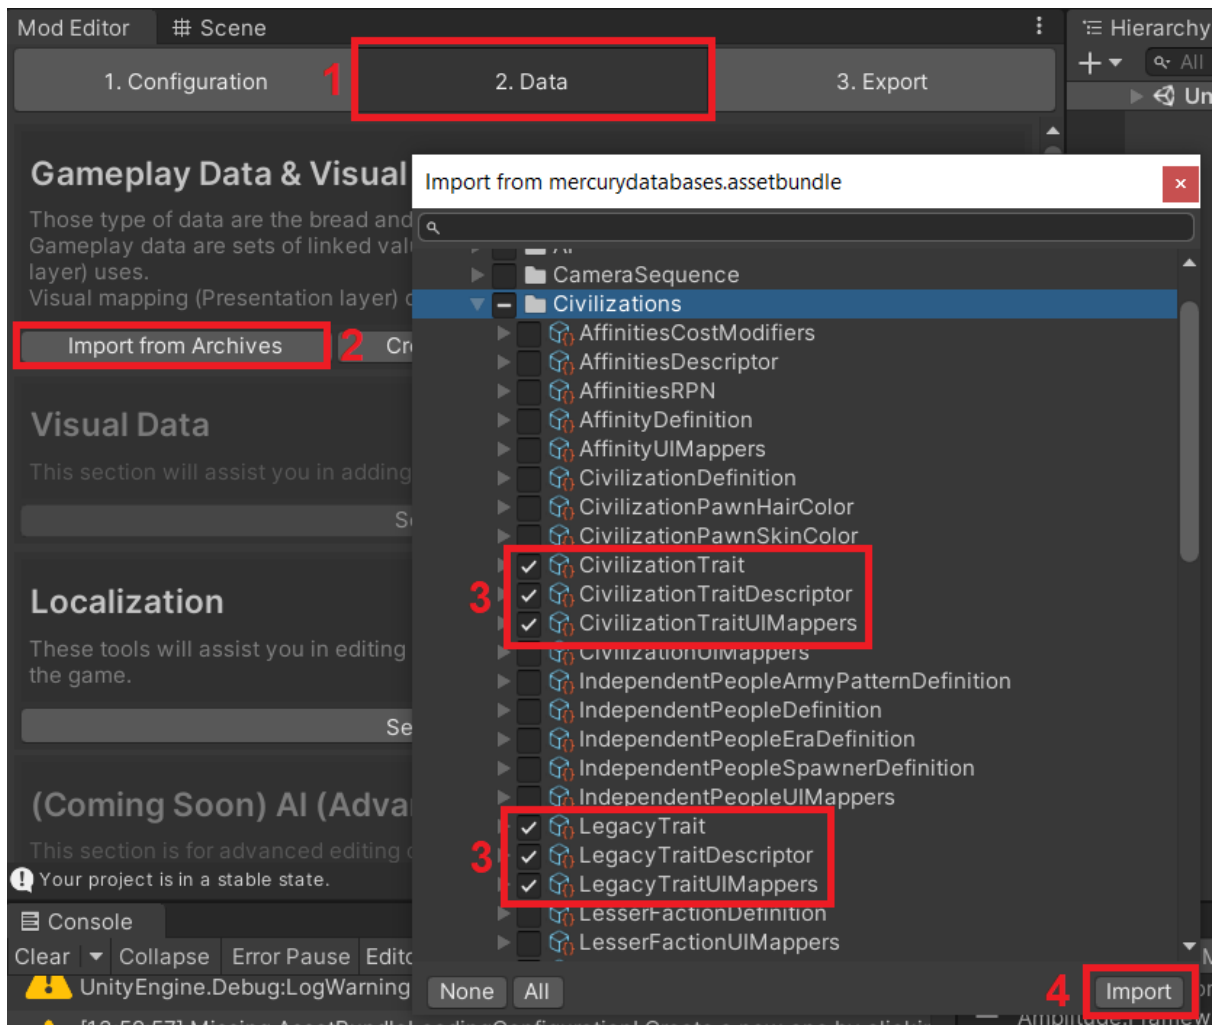 Mod Editor
Scene
Hierarchy
1. Configuration
1
2. Data
3. Export
All
Un
Gameplay Data & Visual
Import from mercurydatabases.assetbundle
Those type of data are the bread and
Gameplay data are sets of linked val
layer) uses.
Visual mapping (Presentation layer)
Import from Archives
2
Cr
Visual Data
This section will assist you in adding
Localization
These tools will assist you in editing
the game.
Se
(Coming Soon) AI (Adva
This section is for advanced editing
Your project is in a stable state.
CameraSequence
Civilizations
AffinitiesCostModifiers
AffinitiesDescriptor
AffinitiesRPN
AffinityDefinition
AffinityUIMappers
CivilizationDefinition
CivilizationPawnHairColor
CivilizationPawnSkinColor
CivilizationTrait
3
CivilizationTraitDescriptor
CivilizationTraitUIMappers
CivilizationUIMappers
IndependentPeopleArmyPatternDefinition
IndependentPeopleDefinition
IndependentPeopleEraDefinition
IndependentPeopleSpawnerDefinition
IndependentPeopleUIMappers
LegacyTrait
3
LegacyTraitDescriptor
LegacyTraitUIMappers
LesserFactionDefinition
LesserFactionUIMappers
None
All
4
Import
Console
Clear
Collapse
Error Pause
Edito
UnityEngine.Debug:LogWarning